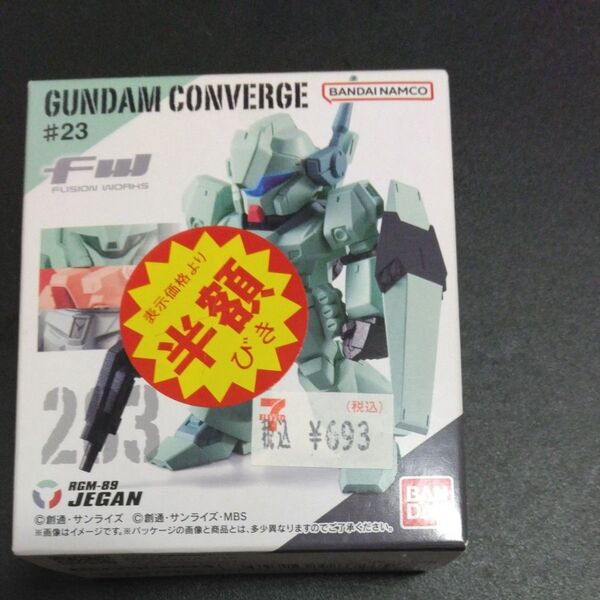 GUNDAM CONVERGE
BANDAI NAMCO
#23
FW
FUSION WORKS
表示価格より
半額
びき
283
7
ELEVEN
(税込)
税込 ¥693
RGM-89
JEGAN
BAN
DAI
©創通・サンライズ ©創通・サンライズ・MBS
※画像はイメージです。※パッケージの画像と商品とは、多少異なりますのでご了承ください。